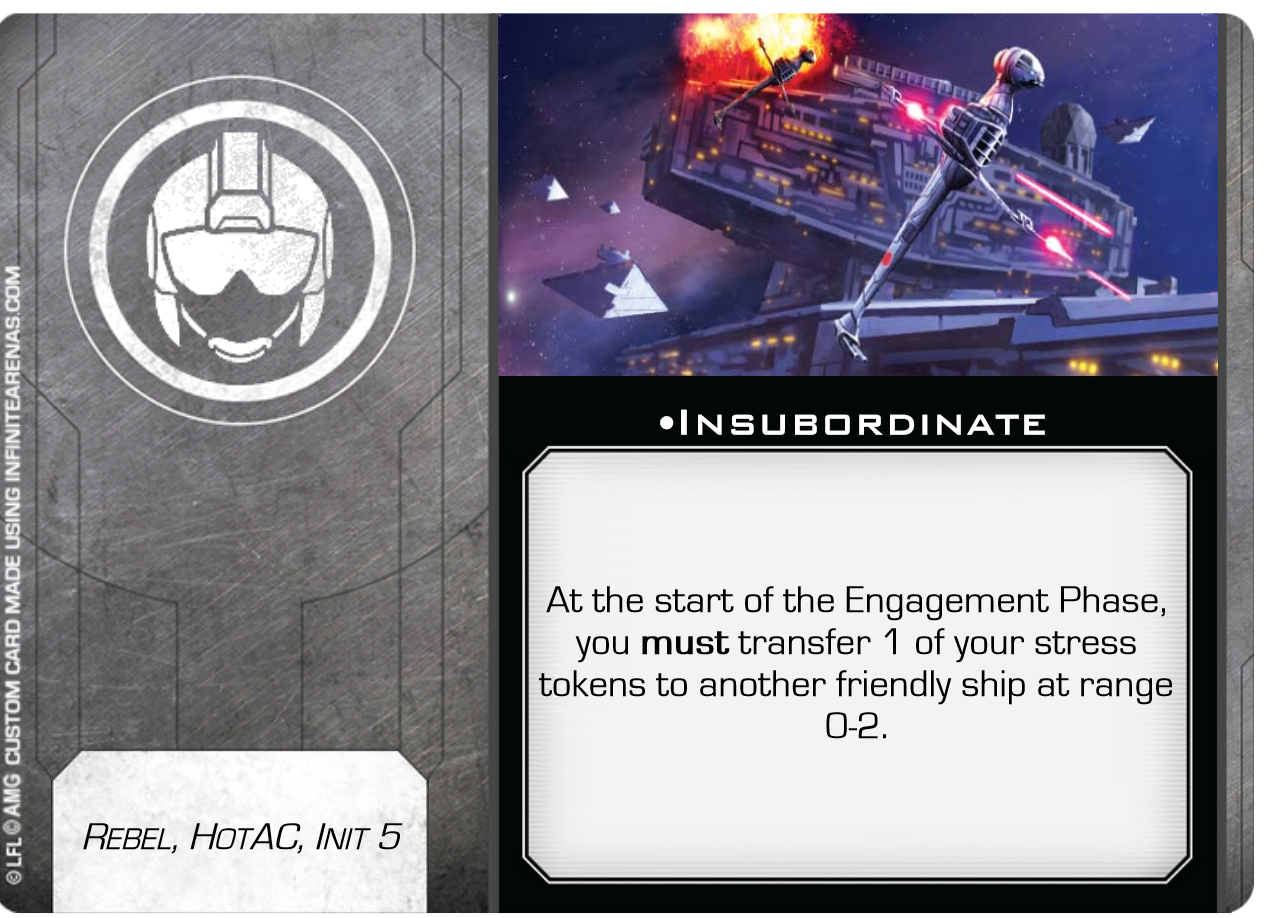 •INSUBORDINATE
At the start of the Engagement Phase,
you must transfer 1 of your stress
tokens to another friendly ship at range
0-2.
REBEL, HOTAC, INIT 5
© LFL © AMG CUSTOM CARD MADE USING INFINITEARENAS.COM